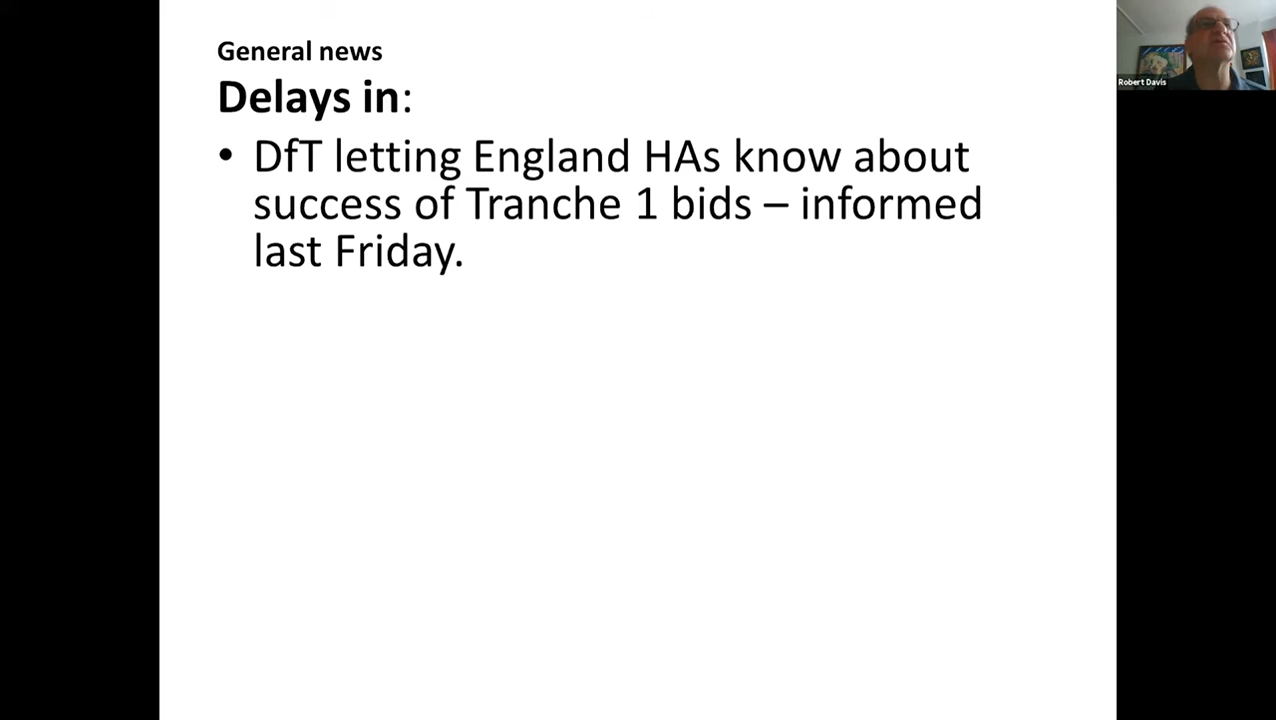 General news
Delays in:
• DfT letting England HAs know about
success of Tranche 1 bids – informed
last Friday.
Robert Davis